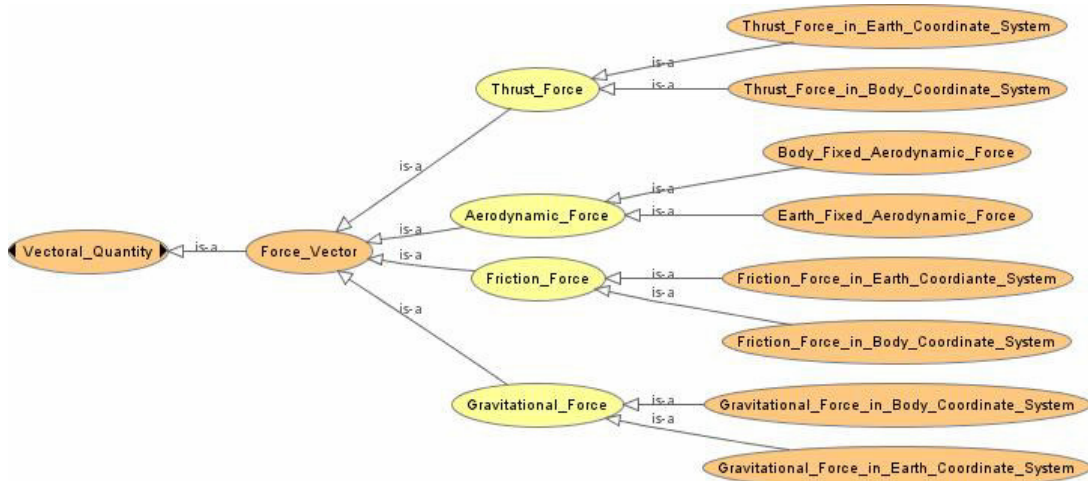 Thrust_Force_in_Earth_Coordinate_System
is-a
Thrust_Force
is-a
Thrust_Force_in_Body_Coordinate_System
Body_Fixed_Aerodynamic_Force
is-a
is-a
Aerodynamic_Force
is-a
Earth_Fixed_Aerodynamic_Force
is-a
Vectoral_Quantity
is-a
Force_Vector
is-a
Friction_Force
is-a
Friction_Force_in_Earth_Coordiante_System
is-a
is-a
Friction_Force_in_Body_Coordinate_System
Gravitational_Force
is-a
Gravitational_Force_in_Body_Coordinate_System
is-a
Gravitational_Force_in_Earth_Coordinate_System